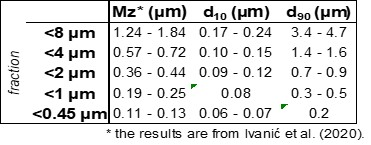 Mz* (µm) d10 (µm) d90 (µm)
<8 µm 1.24 - 1.84 0.17 - 0.24 3.4 - 4.7
<4 µm 0.57 - 0.72 0.10 - 0.15 1.4 - 1.6
fraction
<2 µm 0.36 - 0.44 0.09 - 0.12 0.7 - 0.9
<1 µm 0.19 - 0.25 0.08 0.3 - 0.5
<0.45 µm 0.11 - 0.13 0.06 - 0.07 0.2
* the results are from Ivanić et al. (2020).